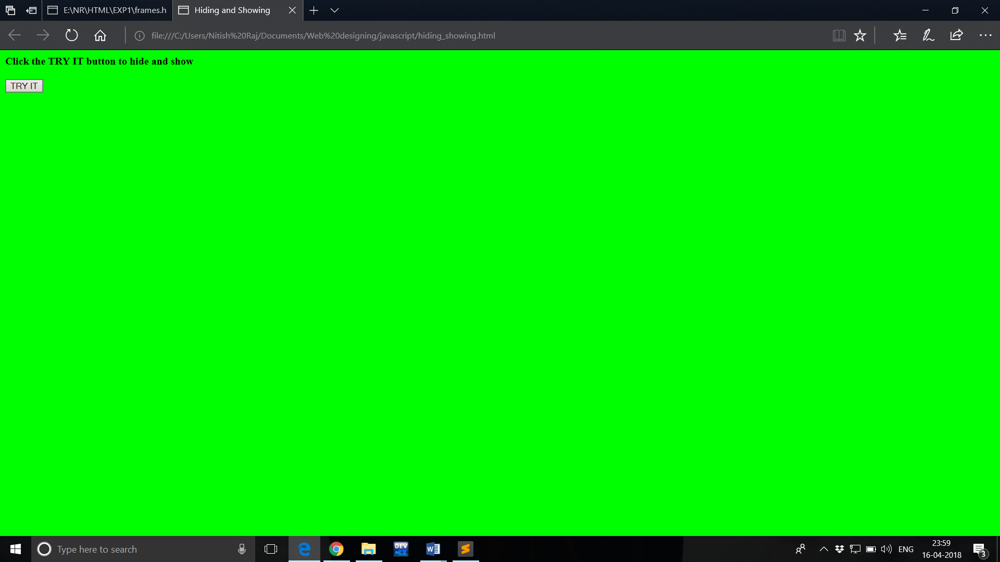 E:\NR\HTML\EXP1\frames.h
Hiding and Showing
file:///C:/Users/Nitish%20Raj/Documents/Web%20designing/javascript/hiding_showing.html
Click the TRY IT button to hide and show
TRY IT
Type here to search
DEV
C++
W
ENG
23:59
16-04-2018
3